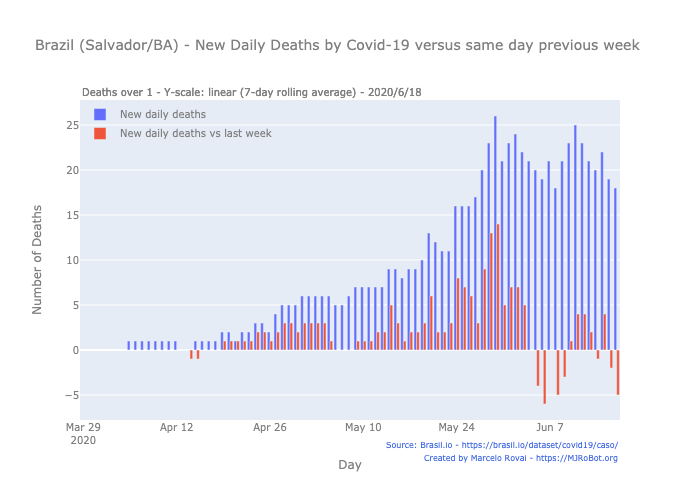 Brazil (Salvador/BA) - New Daily Deaths by Covid-19 versus same day previous week
Deaths over 1 - Y-scale: linear (7-day rolling average) - 2020/6/18
New daily deaths
New daily deaths vs last week
25
20
15
10
5
0
−5
Number of Deaths
Mar 29
2020
Apr 12
Apr 26
May 10
May 24
Jun 7
Day
Source: Brasil.io - https://brasil.io/dataset/covid19/caso/
Created by Marcelo Rovai - https://MJRoBot.org